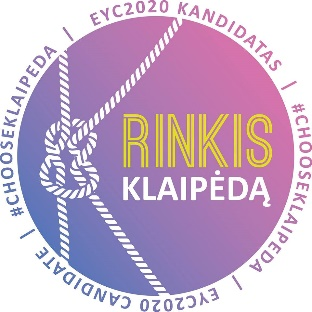 EYC2020 KANDIDATAS | #CHOOSEKLAIPEDA | EYC2020 CANDIDATE | #CHOOSEKLAIPEDA |
RINKIS
KLAIPĖDĄ